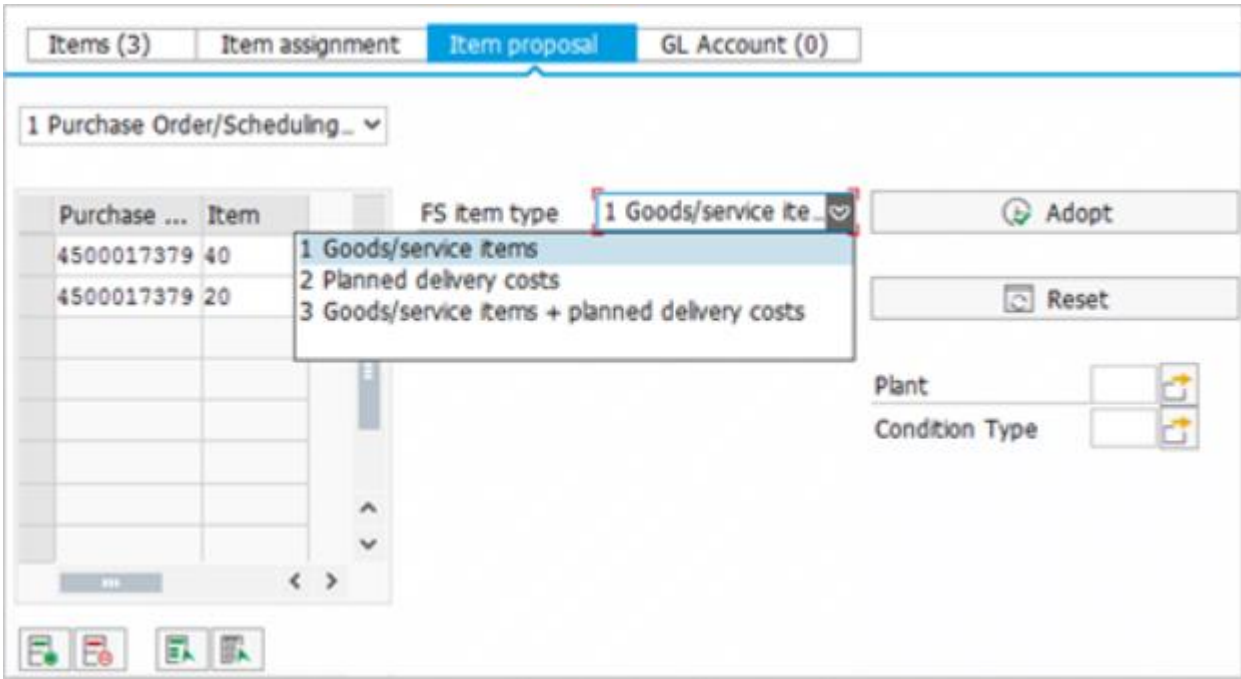 Items (3) Item assignment Item proposal GL Account (0)
1 Purchase Order/Scheduling...
Purchase ... Item FS item type 1 Goods/service ite... Adopt
4500017379 40 1 Goods/service items
2 Planned delivery costs
4500017379 20 3 Goods/service items + planned delivery costs Reset
Plant
Condition Type